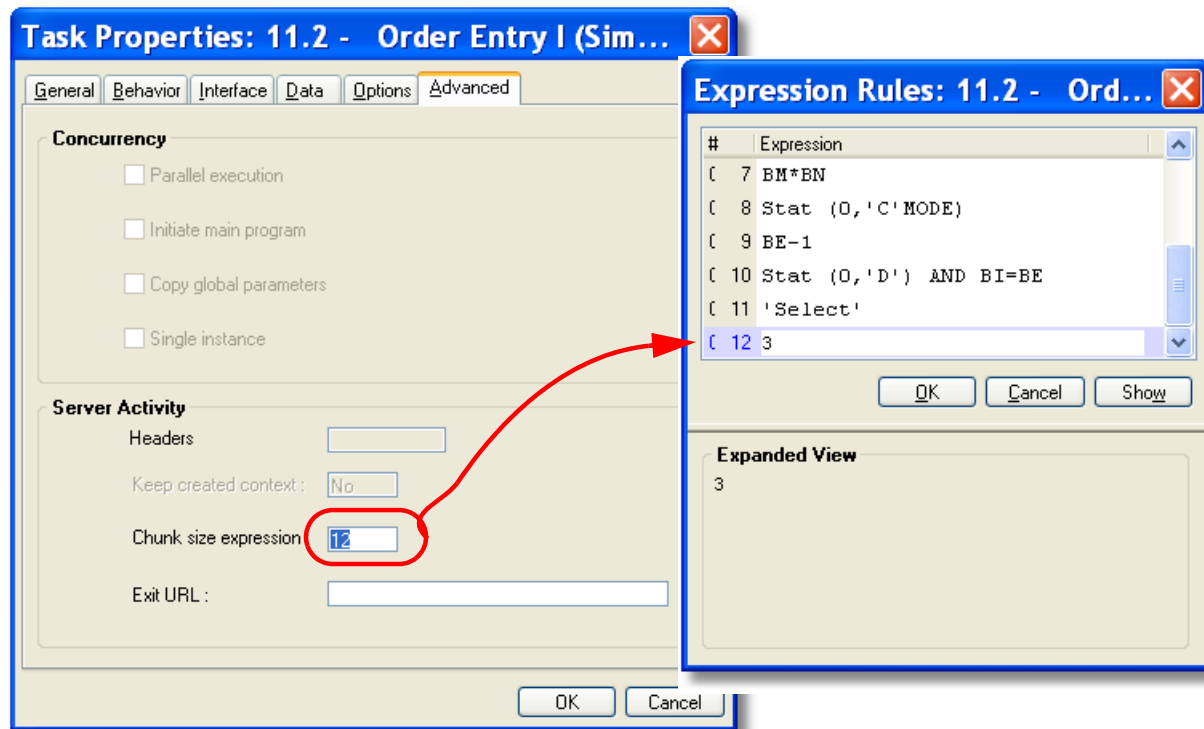 Task Properties: 11.2 - Order Entry I (Sim...
General Behavior Interface Data Options Advanced
Concurrency
Parallel execution
Initiate main program
Copy global parameters
Single instance
Server Activity
Headers
Keep created context : No
Chunk size expression 12
Exit URL :
OK Cancel
Expression Rules: 11.2 - Ord...
# Expression
7 BM*BN
8 Stat (0,'C'MODE)
9 BE-1
10 Stat (0,'D') AND BI=BE
11 'Select'
12 3
OK Cancel Show
Expanded View
3